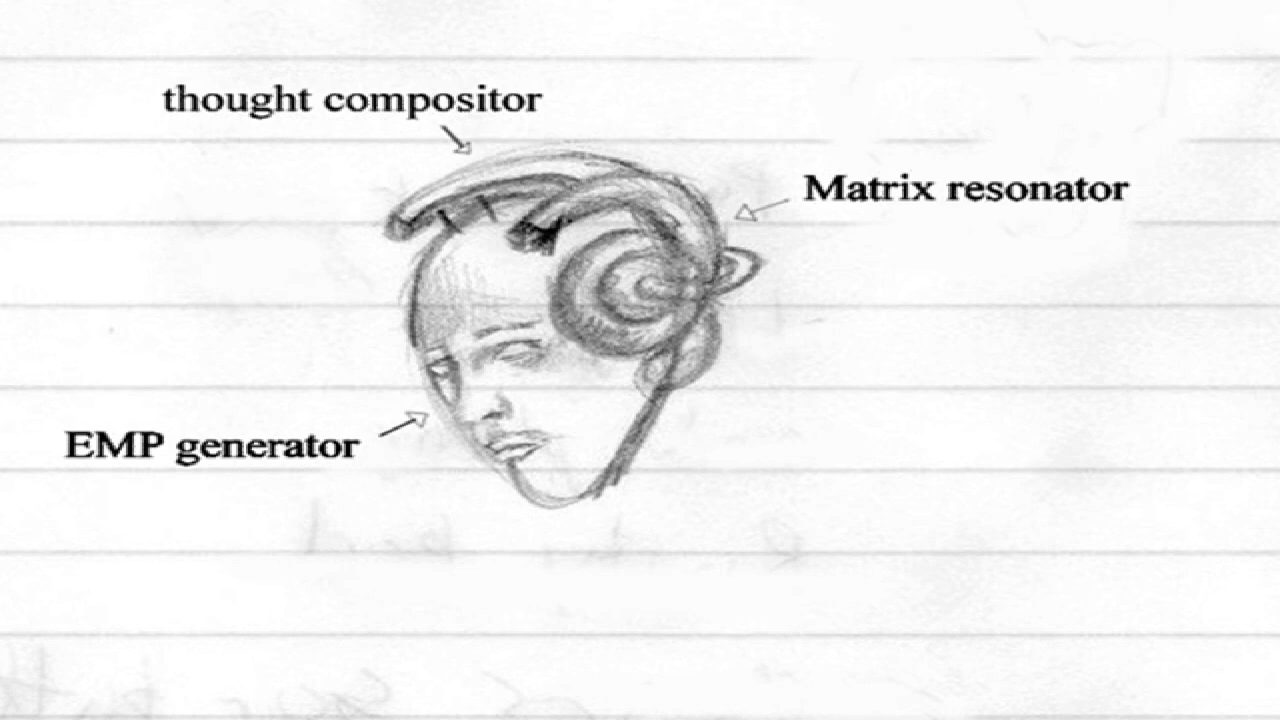 thought compositor
Matrix resonator
EMP generator